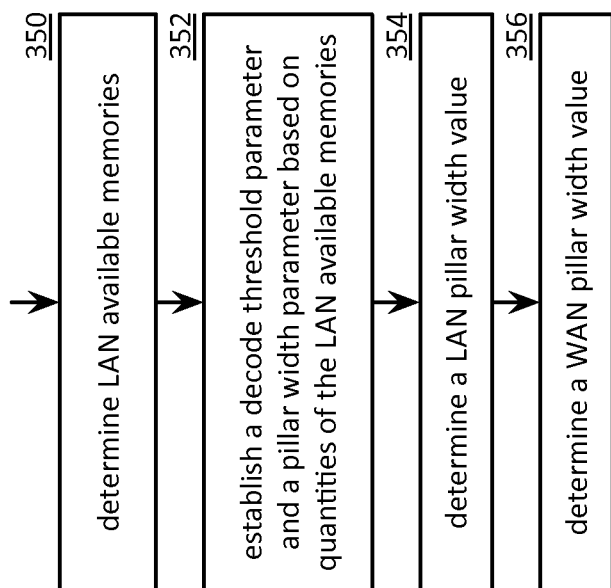 350
determine LAN available memories
352
establish a decode threshold parameter
and a pillar width parameter based on
quantities of the LAN available memories
354
determine a LAN pillar width value
356
determine a WAN pillar width value